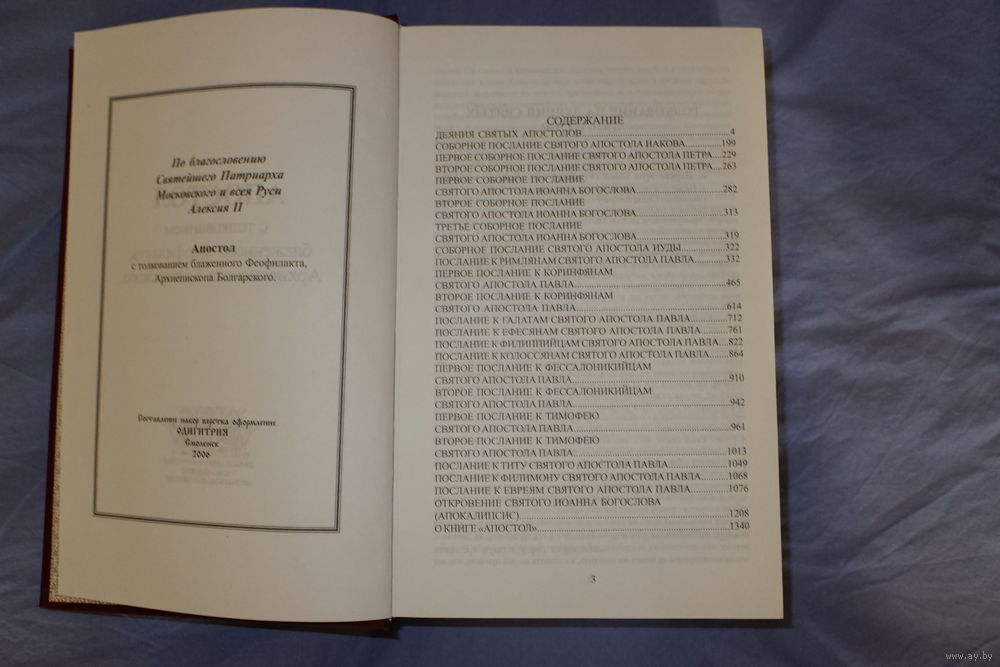 По благословению
Святейшего Патриарха
Московского и всея Руси
Алексия II
Апостол
с толкованием блаженного Феофилакта,
Архиепископа Болгарского.
Составление набор верстка оформление
ОДИГИТРИЯ
Смоленск
2006
СОДЕРЖАНИЕ
ДЕЯНИЯ СВЯТЫХ АПОСТОЛОВ....4
СОБОРНОЕ ПОСЛАНИЕ СВЯТОГО АПОСТОЛА ИАКОВА....199
ПЕРВОЕ СОБОРНОЕ ПОСЛАНИЕ СВЯТОГО АПОСТОЛА ПЕТРА....229
ВТОРОЕ СОБОРНОЕ ПОСЛАНИЕ СВЯТОГО АПОСТОЛА ПЕТРА....263
ПЕРВОЕ СОБОРНОЕ ПОСЛАНИЕ
СВЯТОГО АПОСТОЛА ИОАННА БОГОСЛОВА....282
ВТОРОЕ СОБОРНОЕ ПОСЛАНИЕ
СВЯТОГО АПОСТОЛА ИОАННА БОГОСЛОВА....313
ТРЕТЬЕ СОБОРНОЕ ПОСЛАНИЕ
СВЯТОГО АПОСТОЛА ИОАННА БОГОСЛОВА....319
СОБОРНОЕ ПОСЛАНИЕ СВЯТОГО АПОСТОЛА ИУДЫ....322
ПОСЛАНИЕ К РИМЛЯНАМ СВЯТОГО АПОСТОЛА ПАВЛА....332
ПЕРВОЕ ПОСЛАНИЕ К КОРИНФЯНАМ
СВЯТОГО АПОСТОЛА ПАВЛА....465
ВТОРОЕ ПОСЛАНИЕ К КОРИНФЯНАМ
СВЯТОГО АПОСТОЛА ПАВЛА....614
ПОСЛАНИЕ К ГАЛАТАМ СВЯТОГО АПОСТОЛА ПАВЛА....712
ПОСЛАНИЕ К ЕФЕСЯНАМ СВЯТОГО АПОСТОЛА ПАВЛА....761
ПОСЛАНИЕ К ФИЛИППИЙЦАМ СВЯТОГО АПОСТОЛА ПАВЛА....822
ПОСЛАНИЕ К КОЛОССЯНАМ СВЯТОГО АПОСТОЛА ПАВЛА....864
ПЕРВОЕ ПОСЛАНИЕ К ФЕССАЛОНИКИЙЦАМ
СВЯТОГО АПОСТОЛА ПАВЛА....910
ВТОРОЕ ПОСЛАНИЕ К ФЕССАЛОНИКИЙЦАМ
СВЯТОГО АПОСТОЛА ПАВЛА....942
ПЕРВОЕ ПОСЛАНИЕ К ТИМОФЕЮ
СВЯТОГО АПОСТОЛА ПАВЛА....961
ВТОРОЕ ПОСЛАНИЕ К ТИМОФЕЮ
СВЯТОГО АПОСТОЛА ПАВЛА....1013
ПОСЛАНИЕ К ТИТУ СВЯТОГО АПОСТОЛА ПАВЛА....1049
ПОСЛАНИЕ К ФИЛИМОНУ СВЯТОГО АПОСТОЛА ПАВЛА....1068
ПОСЛАНИЕ К ЕВРЕЯМ СВЯТОГО АПОСТОЛА ПАВЛА....1076
ОТКРОВЕНИЕ СВЯТОГО ИОАННА БОГОСЛОВА
(АПОКАЛИПСИС)....1208
О КНИГЕ «АПОСТОЛ»....1340
3
www.ay.by